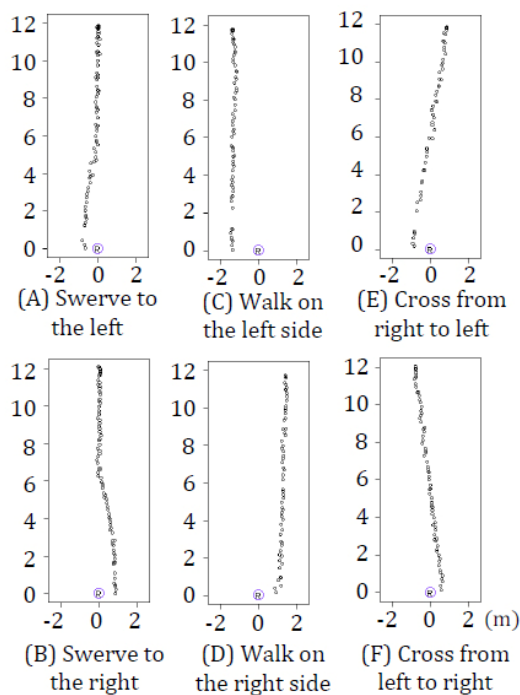 12
10
8
6
4
2
0
-2 0 2
(A) Swerve to
the left
12
10
8
6
4
2
0
-2 0 2
(C) Walk on
the left side
12
10
8
6
4
2
0
-2 0 2
(E) Cross from
right to left
12
10
8
6
4
2
0
R
-2 0 2
(B) Swerve to
the right
12
10
8
6
4
2
0
R
-2 0 2
(D) Walk on
the right side
12
10
8
6
4
2
0
R
-2 0 2 (m)
(F) Cross from
left to right